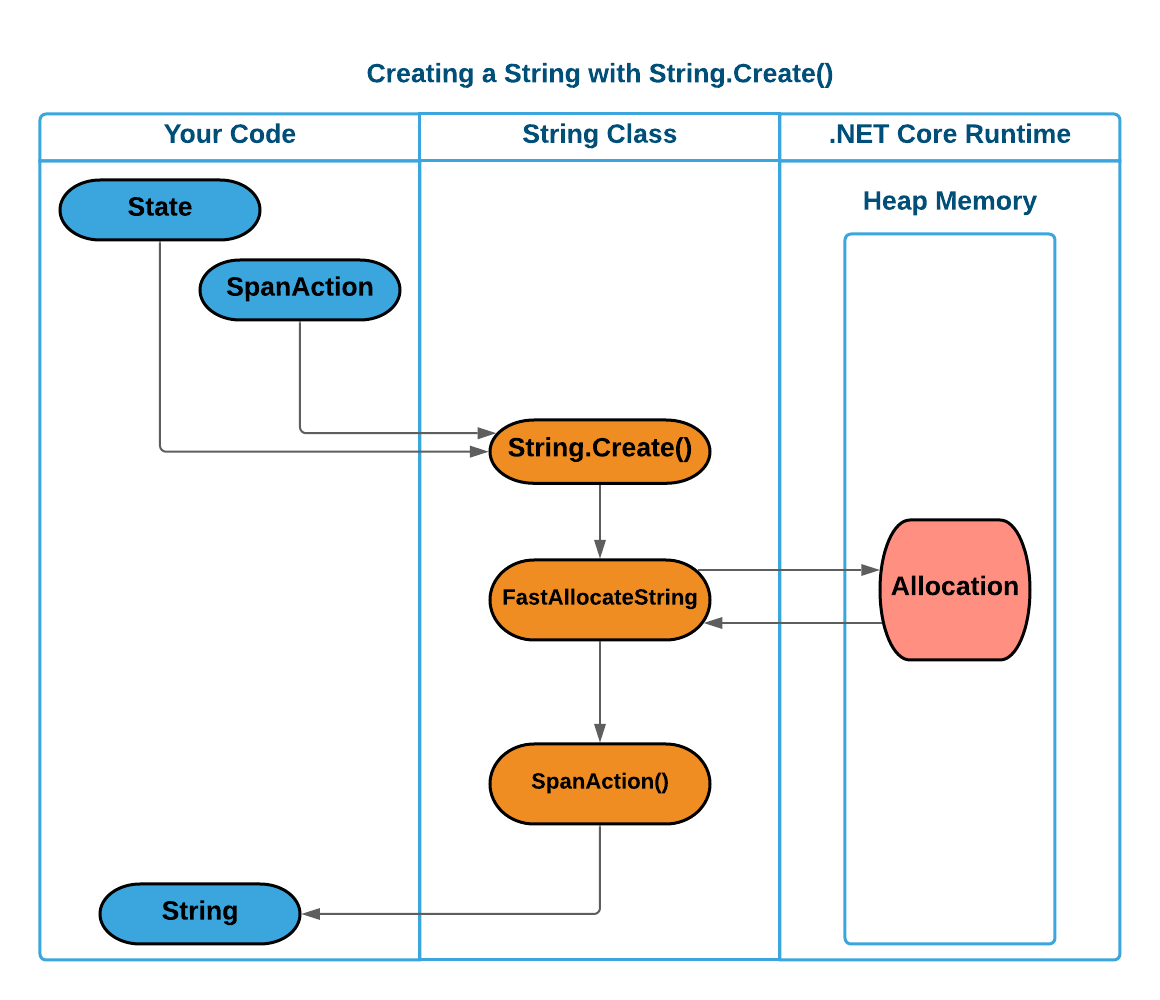 Creating a String with String.Create()
Your Code
String Class
.NET Core Runtime
State
Heap Memory
SpanAction
String.Create()
FastAllocateString
Allocation
SpanAction()
String